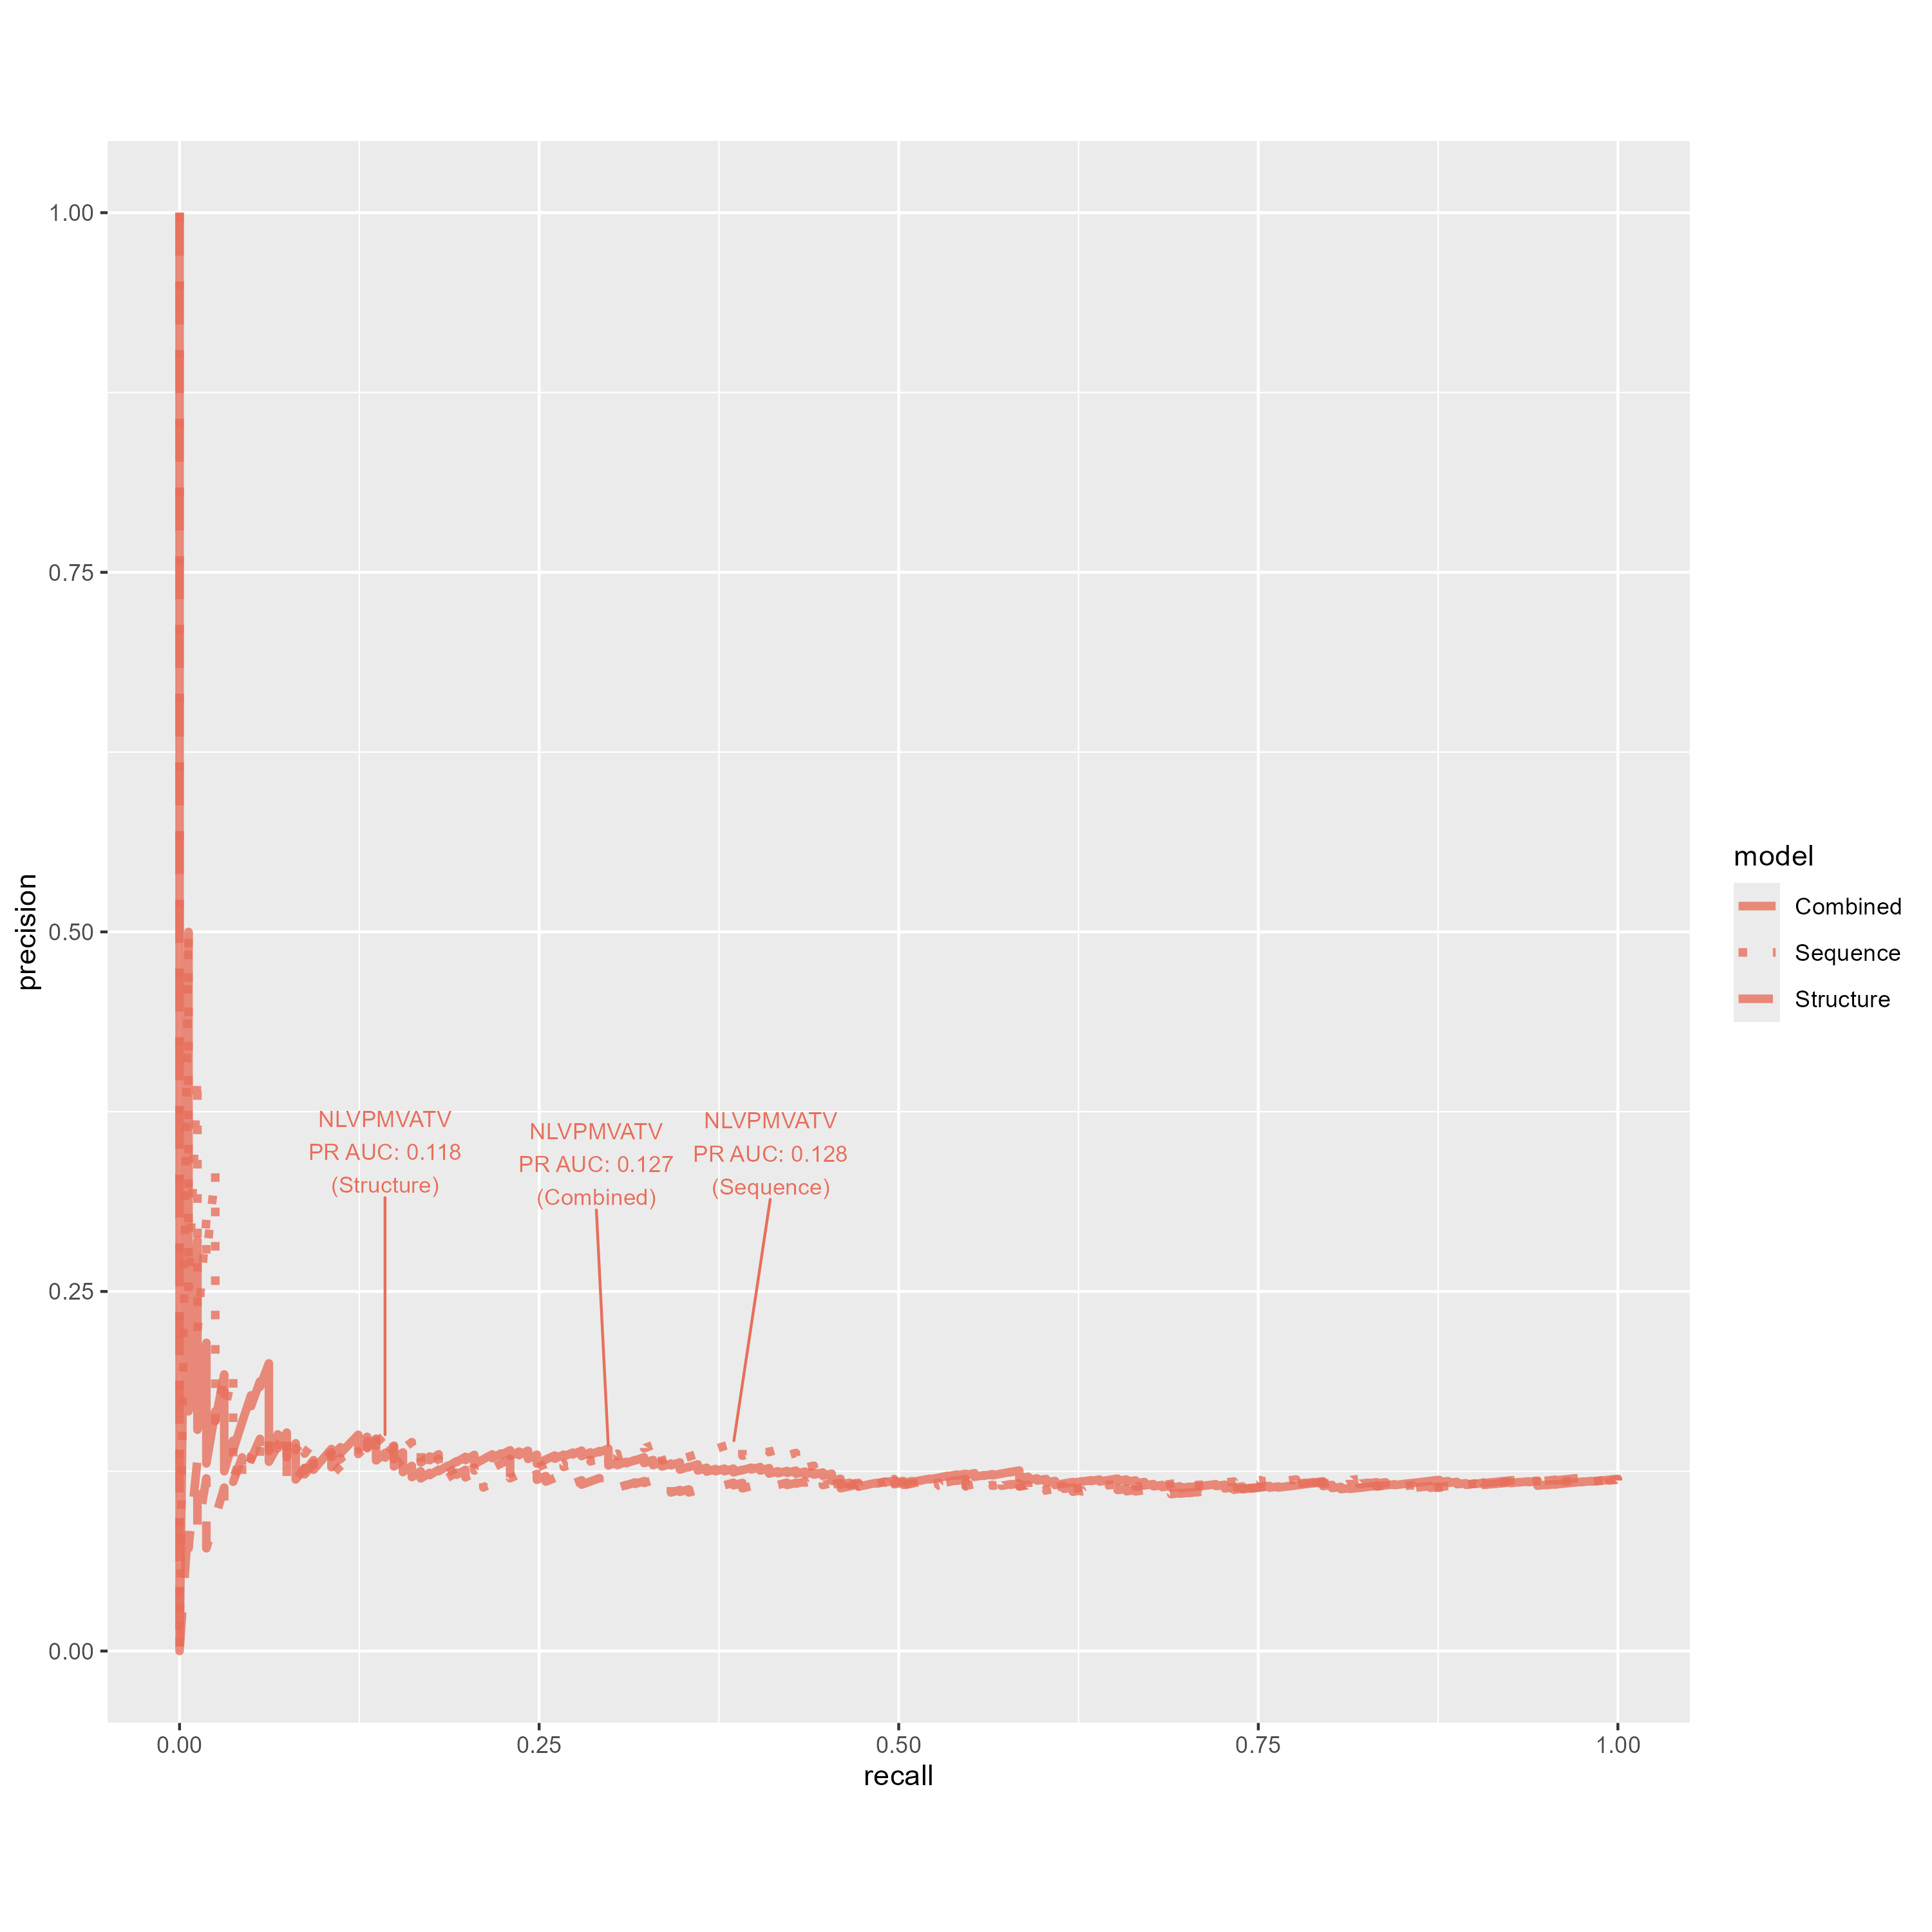 1.00
0.75
0.50
0.25
0.00
precision
NLVPMVATV
PR AUC: 0.118
(Structure)
NLVPMVATV
PR AUC: 0.127
(Combined)
NLVPMVATV
PR AUC: 0.128
(Sequence)
0.00
0.25
0.50
0.75
1.00
recall
model
Combined
Sequence
Structure